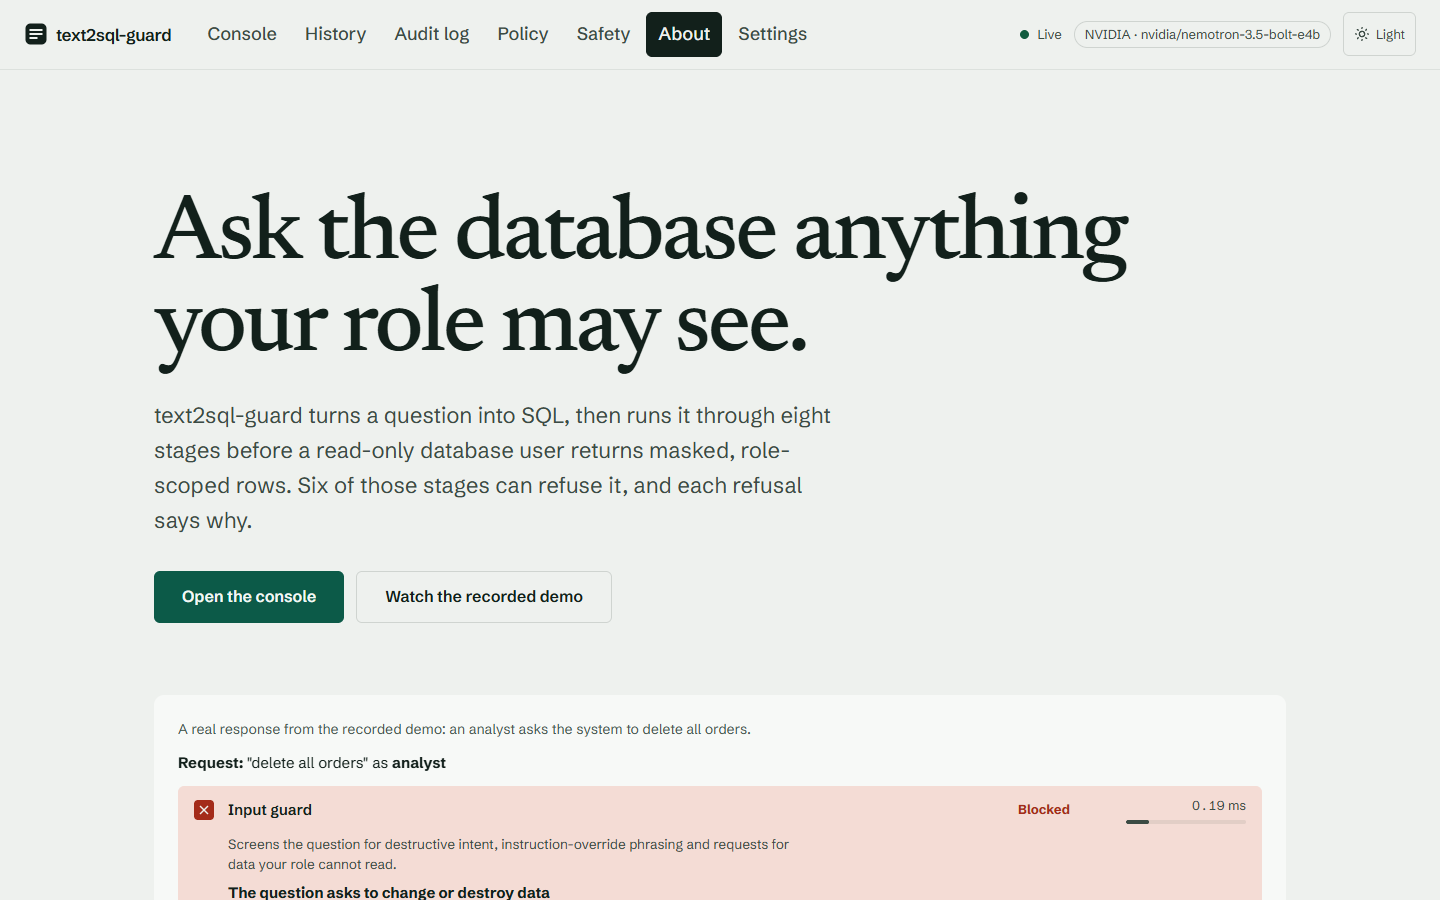 text2sql-guard
Console
History
Audit log
Policy
Safety
About
Settings
Live
NVIDIA · nvidia/nemotron-3.5-bolt-e4b
Light
Ask the database anything
your role may see.
text2sql-guard turns a question into SQL, then runs it through eight
stages before a read-only database user returns masked, role-
scoped rows. Six of those stages can refuse it, and each refusal
says why.
Open the console
Watch the recorded demo
A real response from the recorded demo: an analyst asks the system to delete all orders.
Request: "delete all orders" as analyst
Input guard
Blocked
0.19 ms
Screens the question for destructive intent, instruction-override phrasing and requests for
data your role cannot read.
The question asks to change or destroy data